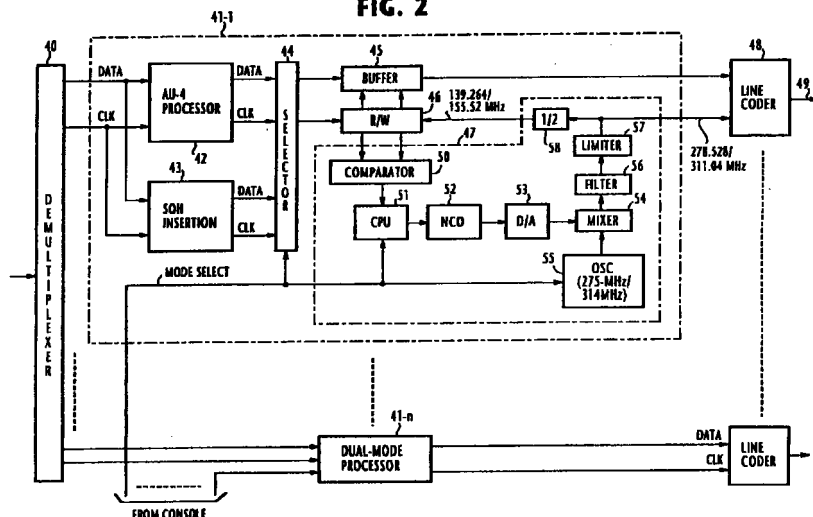 FIG. 2
41-1
40
DATA
CLK
DEMULTIPLEXER
AU-4
PROCESSOR
42
DATA
CLK
43
SOH
INSERTION
DATA
CLK
44
SELECTOR
45
BUFFER
R/W
46
139.264/
155.52 MHz
47
1/2
58
LIMITER
57
FILTER
56
MIXER
54
COMPARATOR
50
CPU
51
NCO
52
D/A
53
55
OSC
(275-MHz/
314MHz)
MODE SELECT
48
LINE
CODER
49
278.528/
311.04 MHz
41-n
DUAL-MODE
PROCESSOR
DATA
CLK
LINE
CODER
FROM CONSOLE